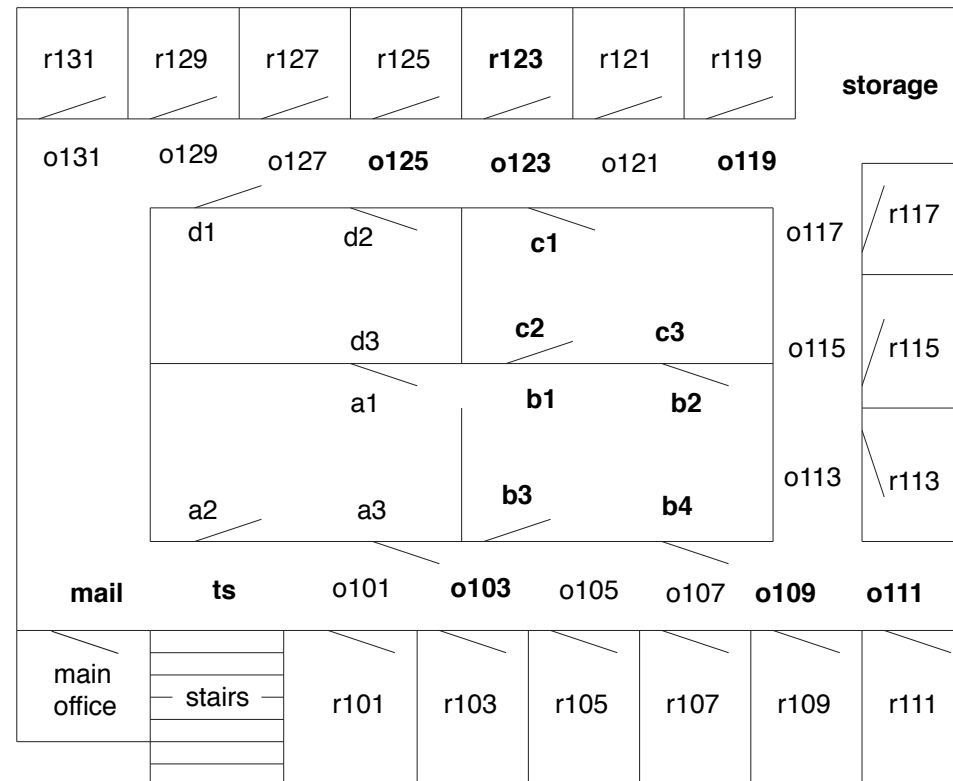 r131 r129 r127 r125 r123 r121 r119
storage
o131 o129 o127 o125 o123 o121 o119
r117
d1 d2 c1 o117
d3 c2 c3 o115 r115
a1 b1 b2
o113 r113
a2 a3 b3 b4
mail ts o101 o103 o105 o107 o109 o111
main
office
stairs r101 r103 r105 r107 r109 r111